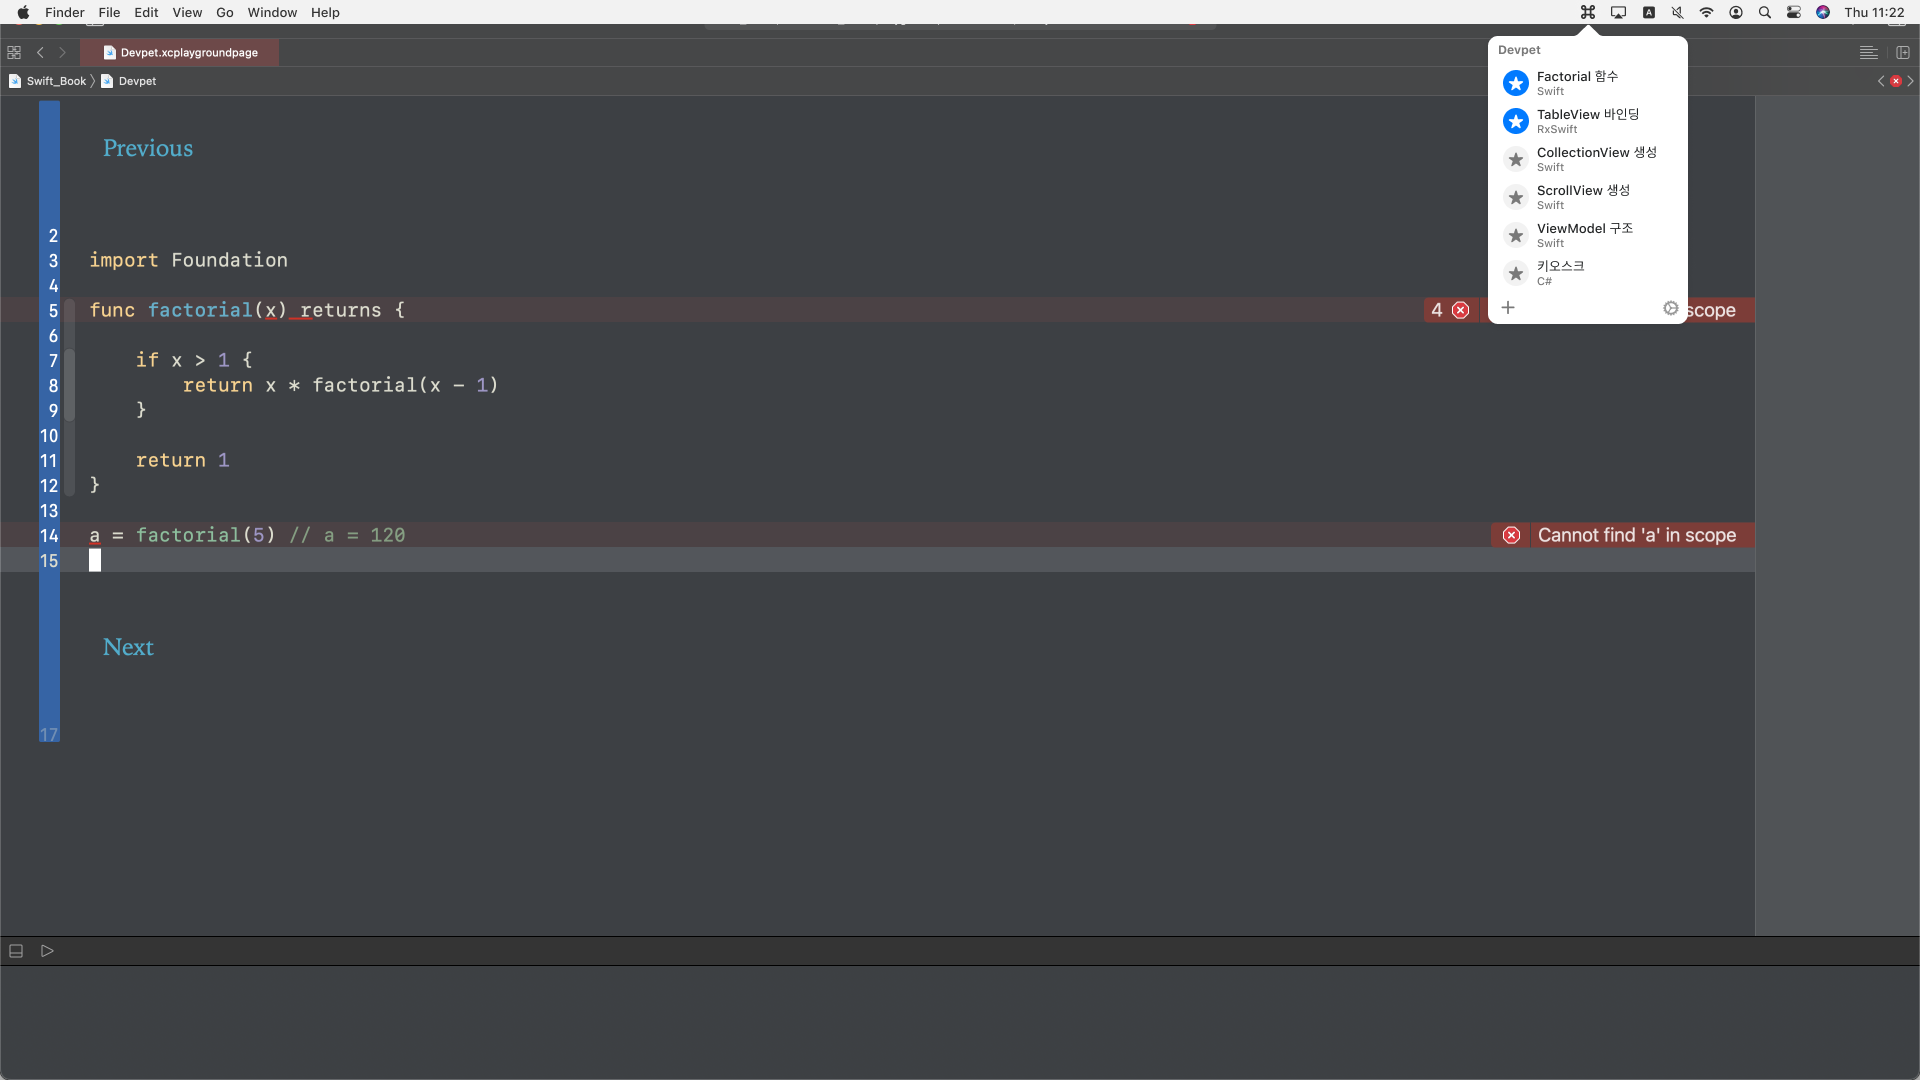 Finder File Edit View Go Window Help
A
Thu 11:22
Devpet.xcplaygroundpage
Swift_Book
Devpet
Devpet
Factorial 함수
Swift
TableView 바인딩
RxSwift
CollectionView 생성
Swift
ScrollView 생성
Swift
ViewModel 구조
Swift
키오스크
C#
Previous
2
3 import Foundation
4
5 func factorial(x) returns { 4 scope
6
7 if x > 1 {
8 return x * factorial(x - 1)
9 }
10
11 return 1
12 }
13
14 a = factorial(5) // a = 120 Cannot find 'a' in scope
15
Next
17